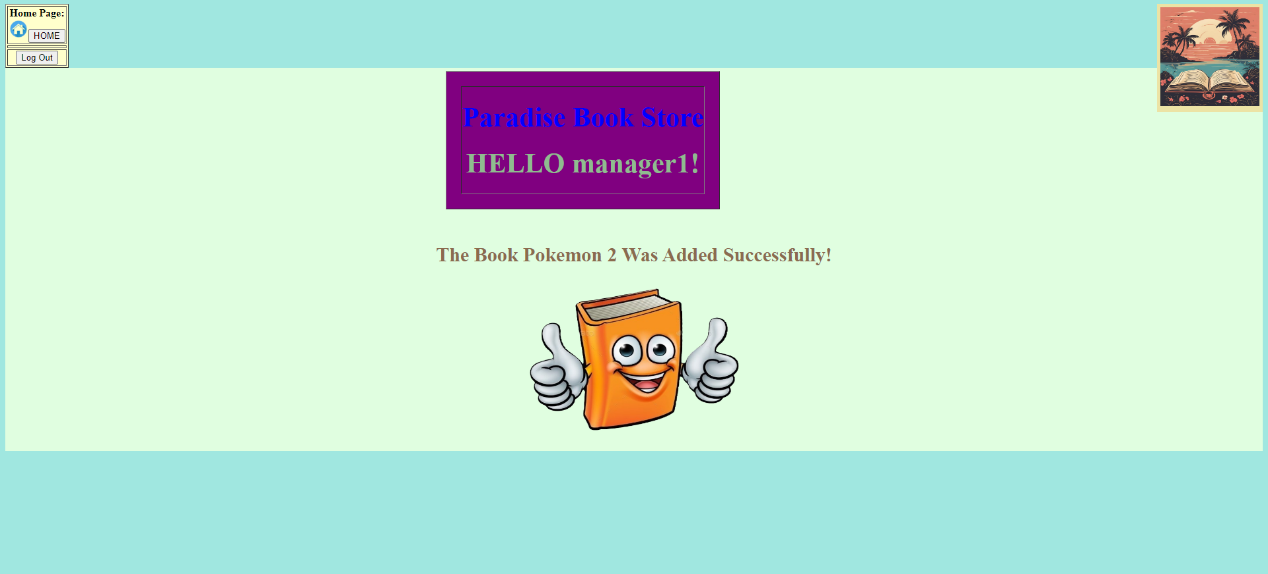 Home Page:
HOME
Log Out
Paradise Book Store
HELLO manager1!
The Book Pokemon 2 Was Added Successfully!